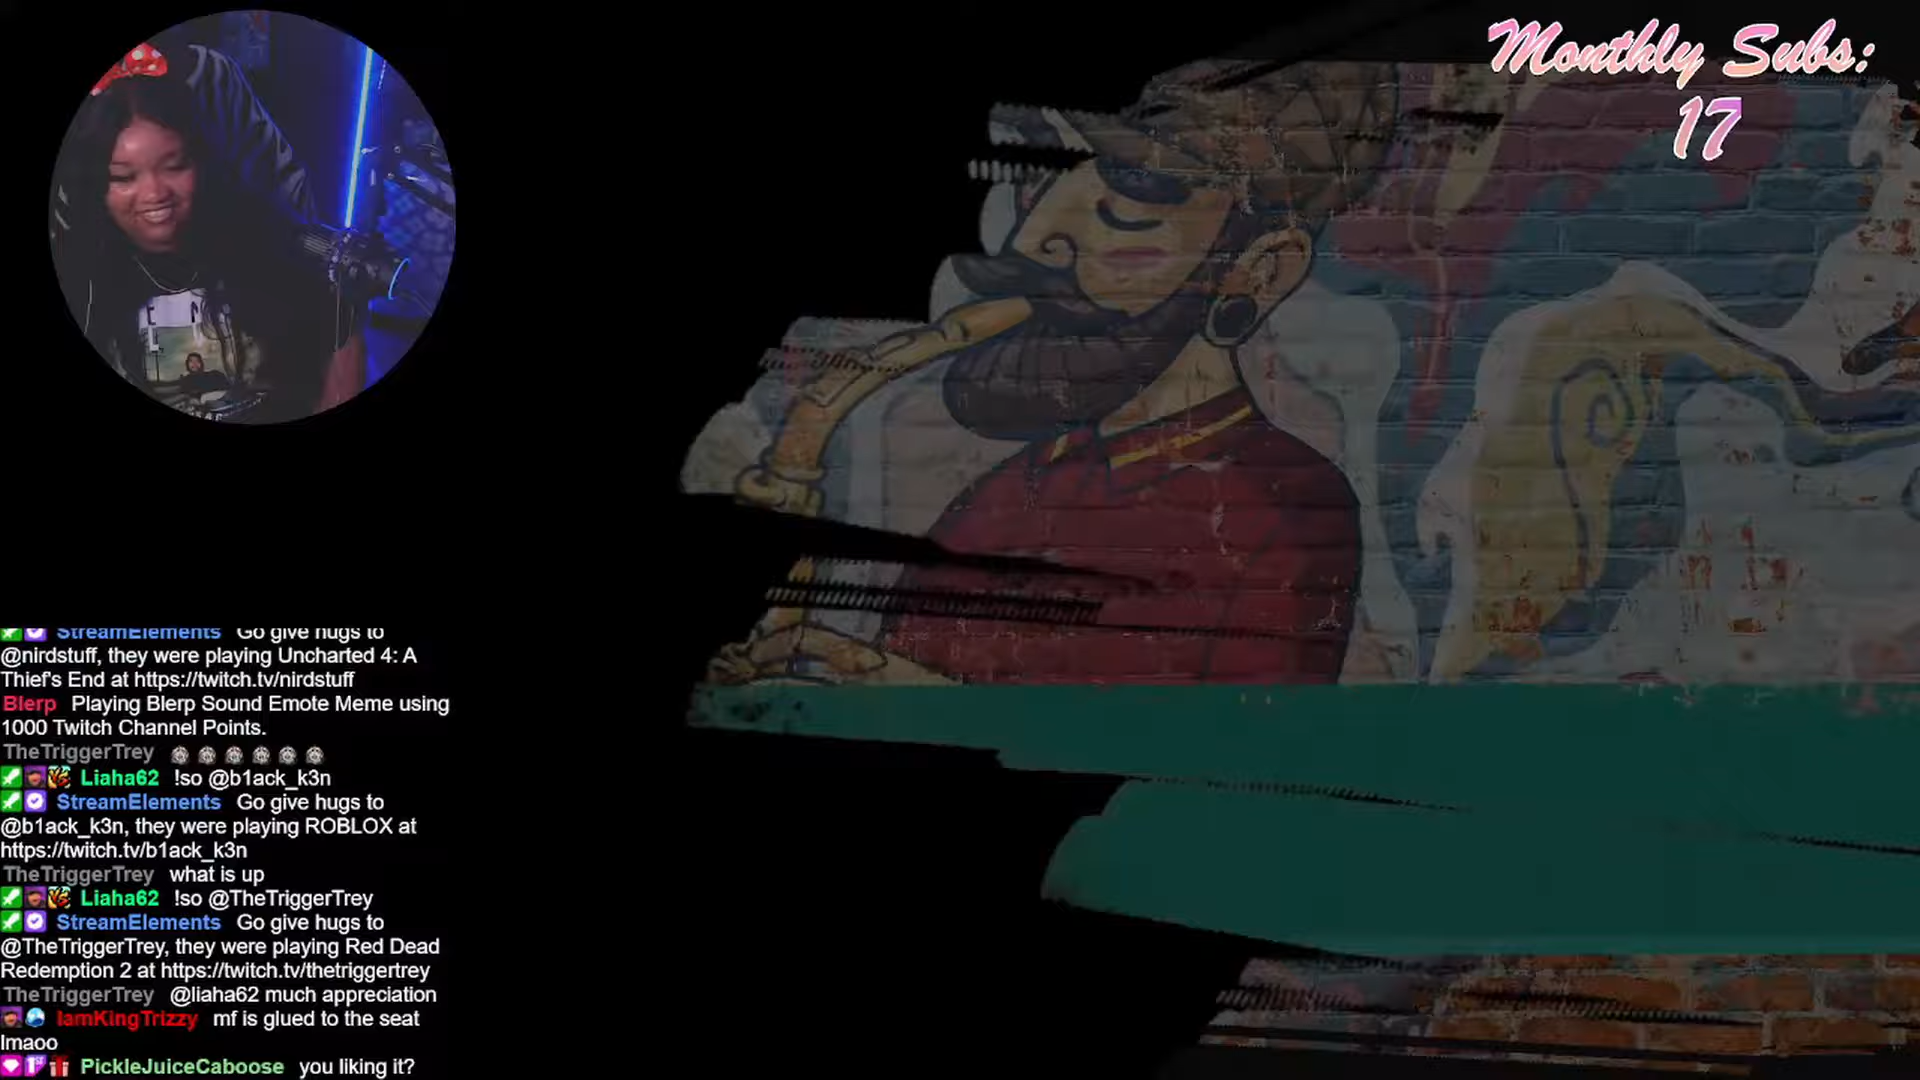 Monthly Subs:
17
StreamElements Go give hugs to
@nirdstuff, they were playing Uncharted 4: A
Thief's End at https://twitch.tv/nirdstuff
Blerp Playing Blerp Sound Emote Meme using
1000 Twitch Channel Points.
TheTriggerTrey
Liaha62 !so @b1ack_k3n
StreamElements Go give hugs to
@b1ack_k3n, they were playing ROBLOX at
https://twitch.tv/b1ack_k3n
TheTriggerTrey what is up
Liaha62 !so @TheTriggerTrey
StreamElements Go give hugs to
@TheTriggerTrey, they were playing Red Dead
Redemption 2 at https://twitch.tv/thetriggertrey
TheTriggerTrey @liaha62 much appreciation
IamKingTrizzy mf is glued to the seat
lmaoo
PickleJuiceCaboose you liking it?